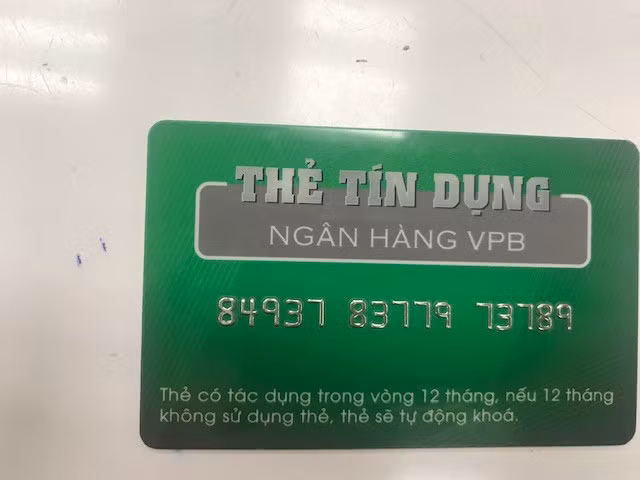 THẺ TÍN DỤNG
NGÂN HÀNG VPB
84937 83779 73789
Thẻ có tác dụng trong vòng 12 tháng, nếu 12 tháng
không sử dụng thẻ, thẻ sẽ tự động khoá.